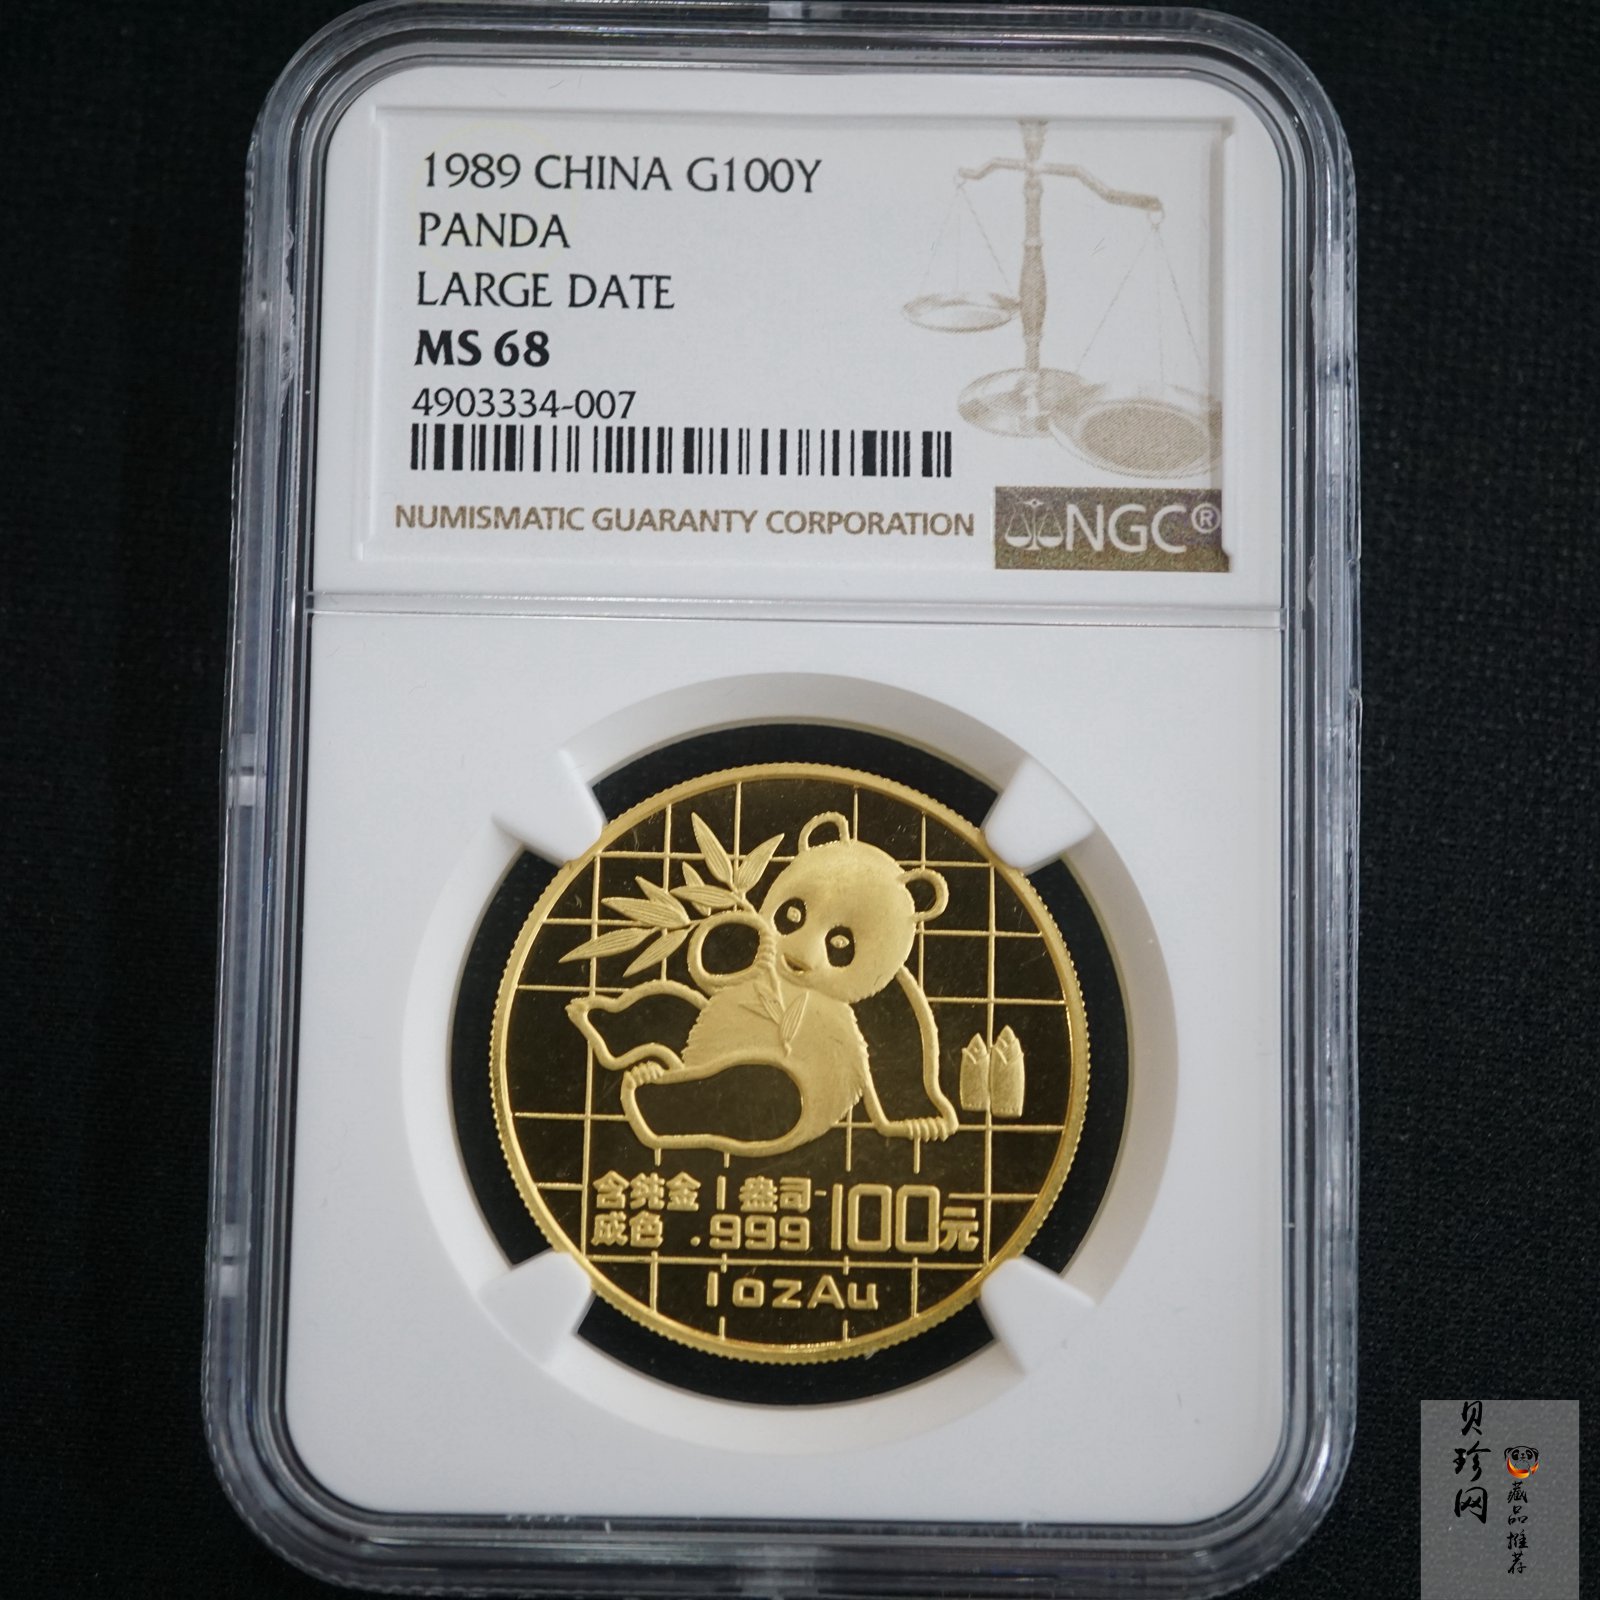 1989 CHINA G100Y
PANDA
LARGE DATE
MS 68
4903334-007
NUMISMATIC GUARANTY CORPORATION
NGC®
含纯金 1 盎司
成色 .999
100元
1ozAu
贝珍网
藏品推荐